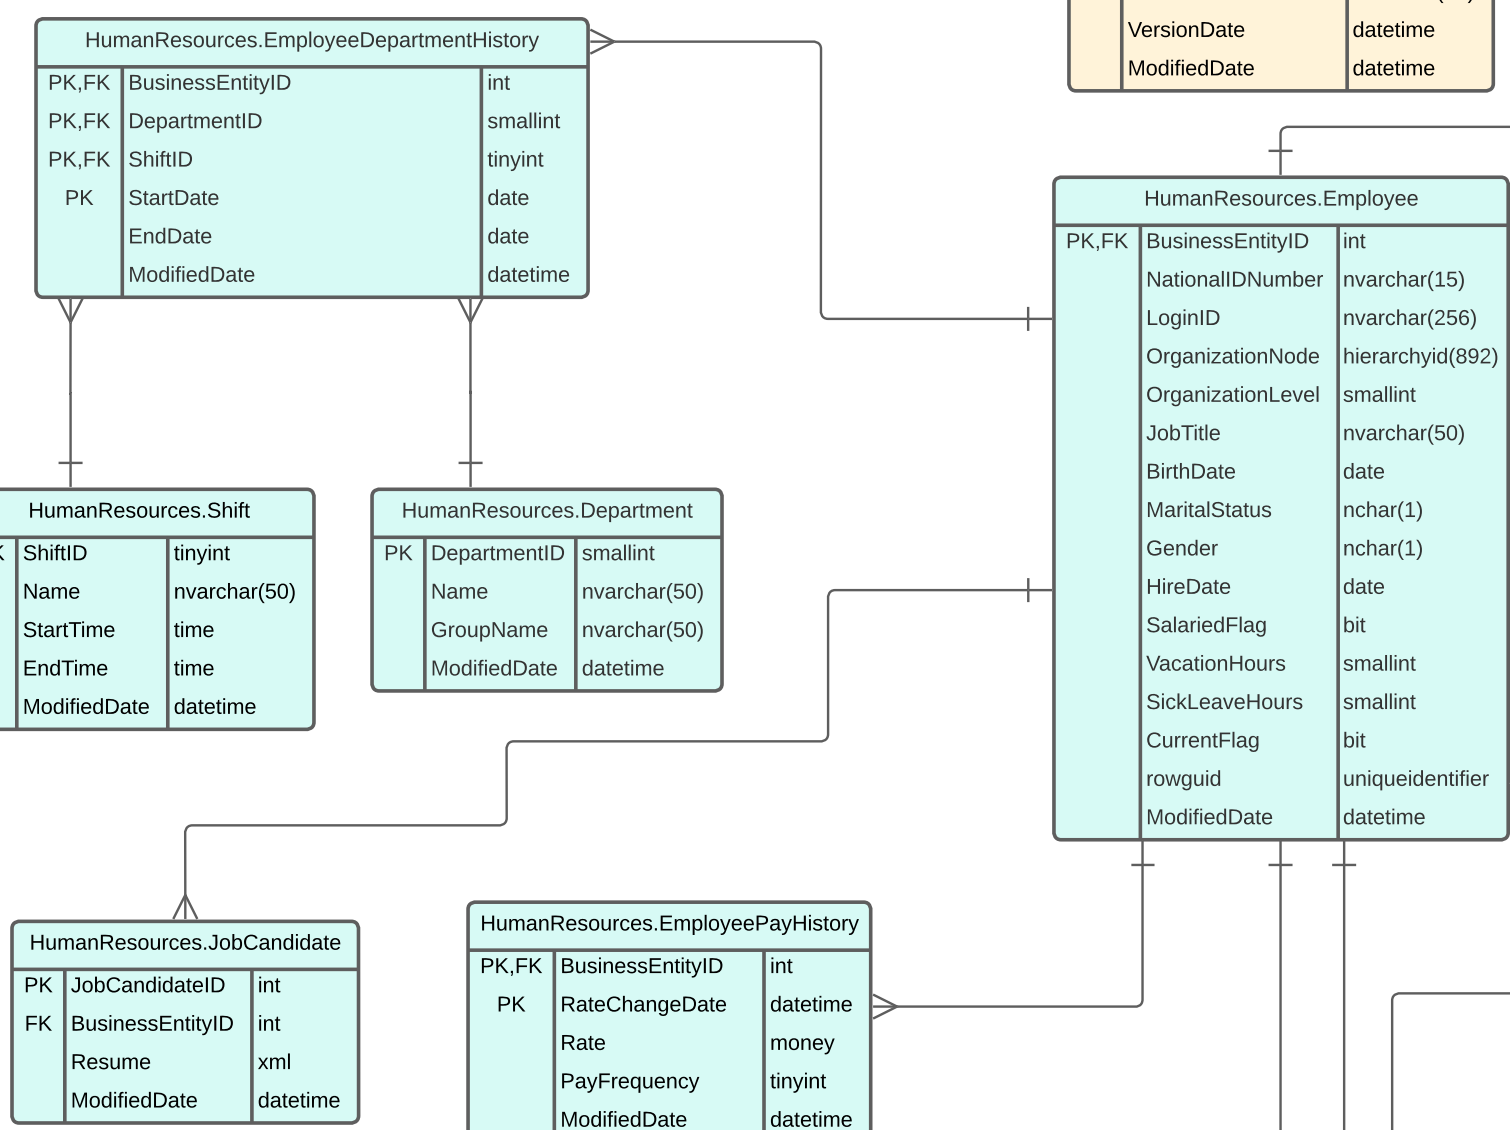 HumanResources.EmployeeDepartmentHistory
PK,FK BusinessEntityID int
PK,FK DepartmentID smallint
PK,FK ShiftID tinyint
PK StartDate date
EndDate date
ModifiedDate datetime
VersionDate datetime
ModifiedDate datetime
HumanResources.Employee
PK,FK BusinessEntityID int
NationalIDNumber nvarchar(15)
LoginID nvarchar(256)
OrganizationNode hierarchyid(892)
OrganizationLevel smallint
JobTitle nvarchar(50)
BirthDate date
MaritalStatus nchar(1)
Gender nchar(1)
HireDate date
SalariedFlag bit
VacationHours smallint
SickLeaveHours smallint
CurrentFlag bit
rowguid uniqueidentifier
ModifiedDate datetime
HumanResources.Shift
ShiftID tinyint
Name nvarchar(50)
StartTime time
EndTime time
ModifiedDate datetime
HumanResources.Department
PK DepartmentID smallint
Name nvarchar(50)
GroupName nvarchar(50)
ModifiedDate datetime
HumanResources.JobCandidate
PK JobCandidateID int
FK BusinessEntityID int
Resume xml
ModifiedDate datetime
HumanResources.EmployeePayHistory
PK,FK BusinessEntityID int
PK RateChangeDate datetime
Rate money
PayFrequency tinyint
ModifiedDate datetime